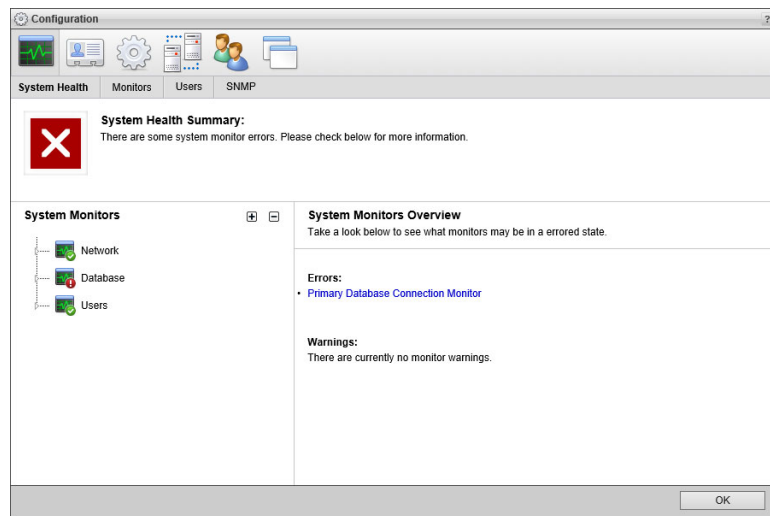 Configuration
?
System Health Monitors Users SNMP
System Health Summary:
There are some system monitor errors. Please check below for more information.
System Monitors
Network
Database
Users
System Monitors Overview
Take a look below to see what monitors may be in a errored state.
Errors:
• Primary Database Connection Monitor
Warnings:
There are currently no monitor warnings.
OK